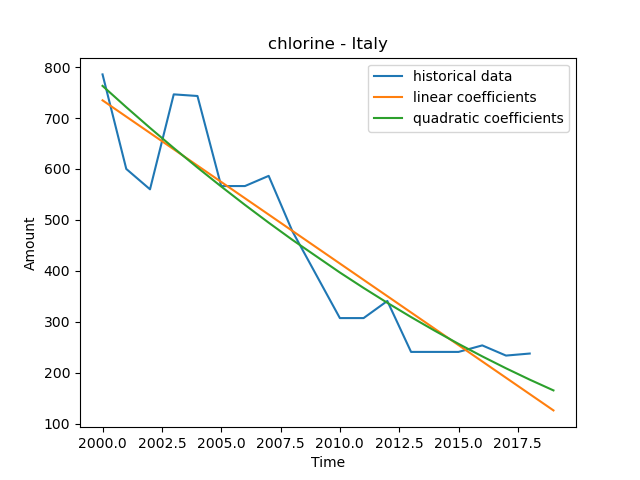 chlorine - Italy
historical data
linear coefficients
quadratic coefficients
Amount
800
700
600
500
400
300
200
100
2000.0 2002.5 2005.0 2007.5 2010.0 2012.5 2015.0 2017.5
Time